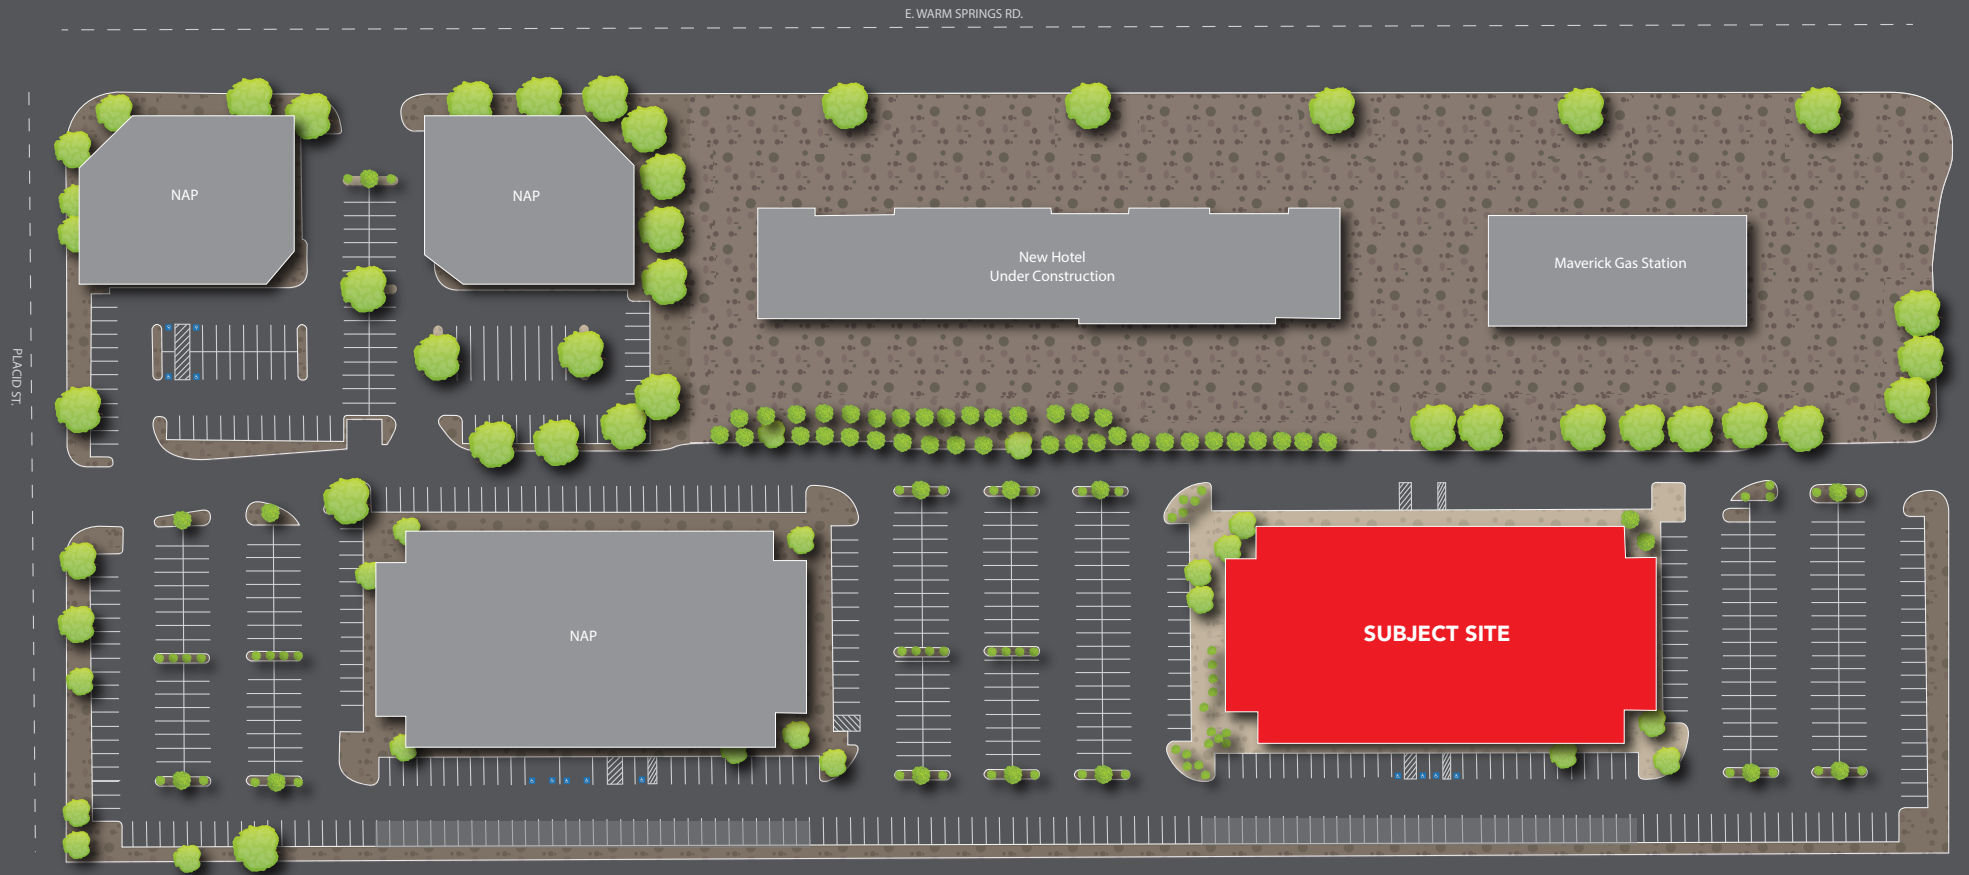 E. WARM SPRINGS RD.
PLACID ST.
NAP
NAP
New Hotel
Under Construction
Maverick Gas Station
NAP
SUBJECT SITE